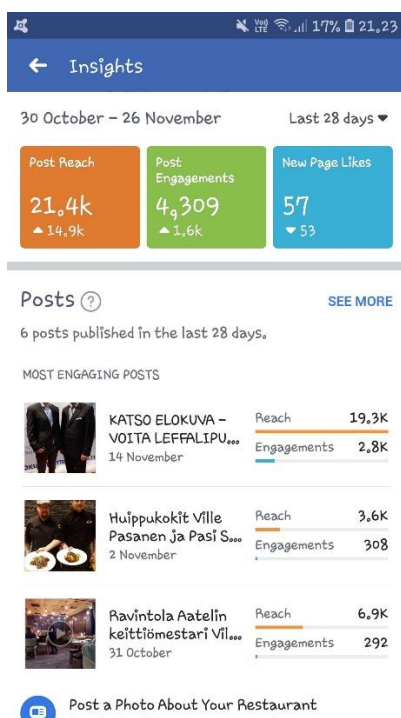 Vo)) LTE 17% 21.23
Insights
30 October – 26 November Last 28 days
Post Reach
21.4k
14.9k
Post
Engagements
4,309
1.6k
New Page Likes
57
53
Posts ? SEE MORE
6 posts published in the last 28 days.
MOST ENGAGING POSTS
KATSO ELOKUVA –
VOITA LEFFALIPU...
14 November
Reach 19.3K
Engagements 2.8K
Huippukokit Ville
Pasanen ja Pasi S...
2 November
Reach 3.6K
Engagements 308
Ravintola Aatelin
keittiömestari Vil...
31 October
Reach 6.9K
Engagements 292
Post a Photo About Your Restaurant